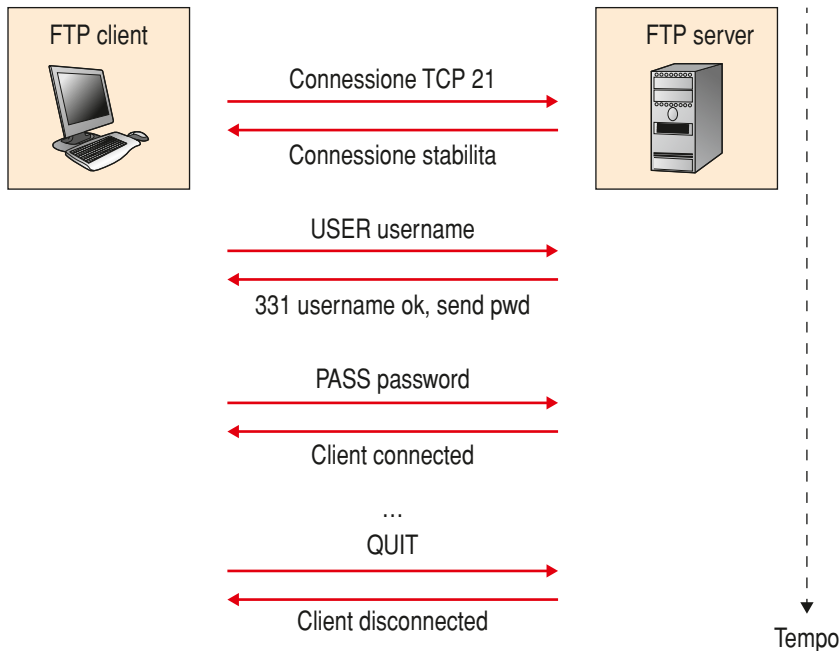 FTP client
FTP server
Connessione TCP 21
Connessione stabilita
USER username
331 username ok, send pwd
PASS password
Client connected
…
QUIT
Client disconnected
Tempo